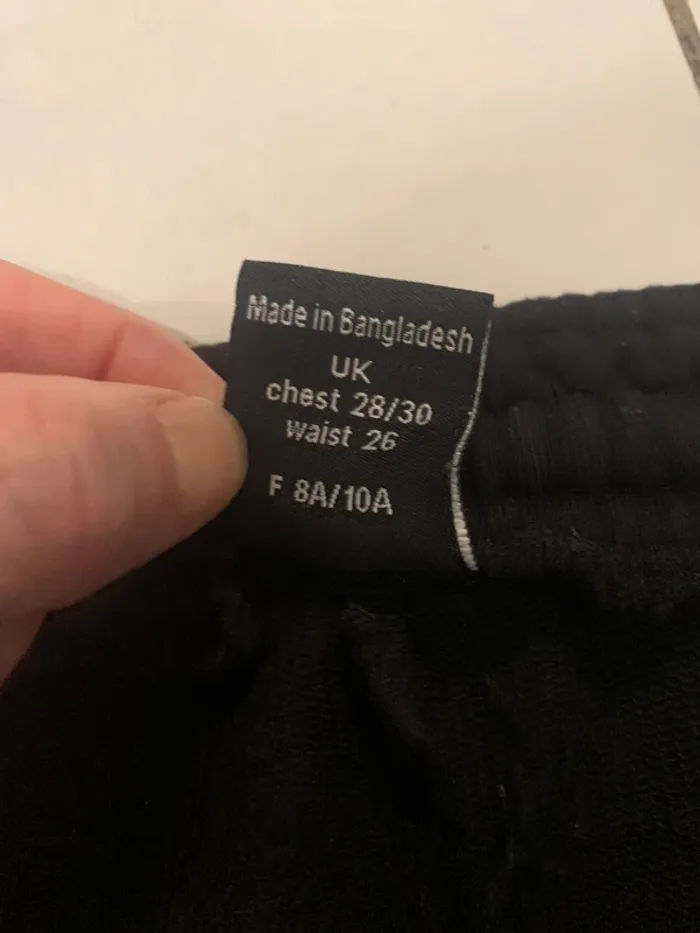 Made in Bangladesh
UK
chest 28/30
waist 26
F 8A/10A